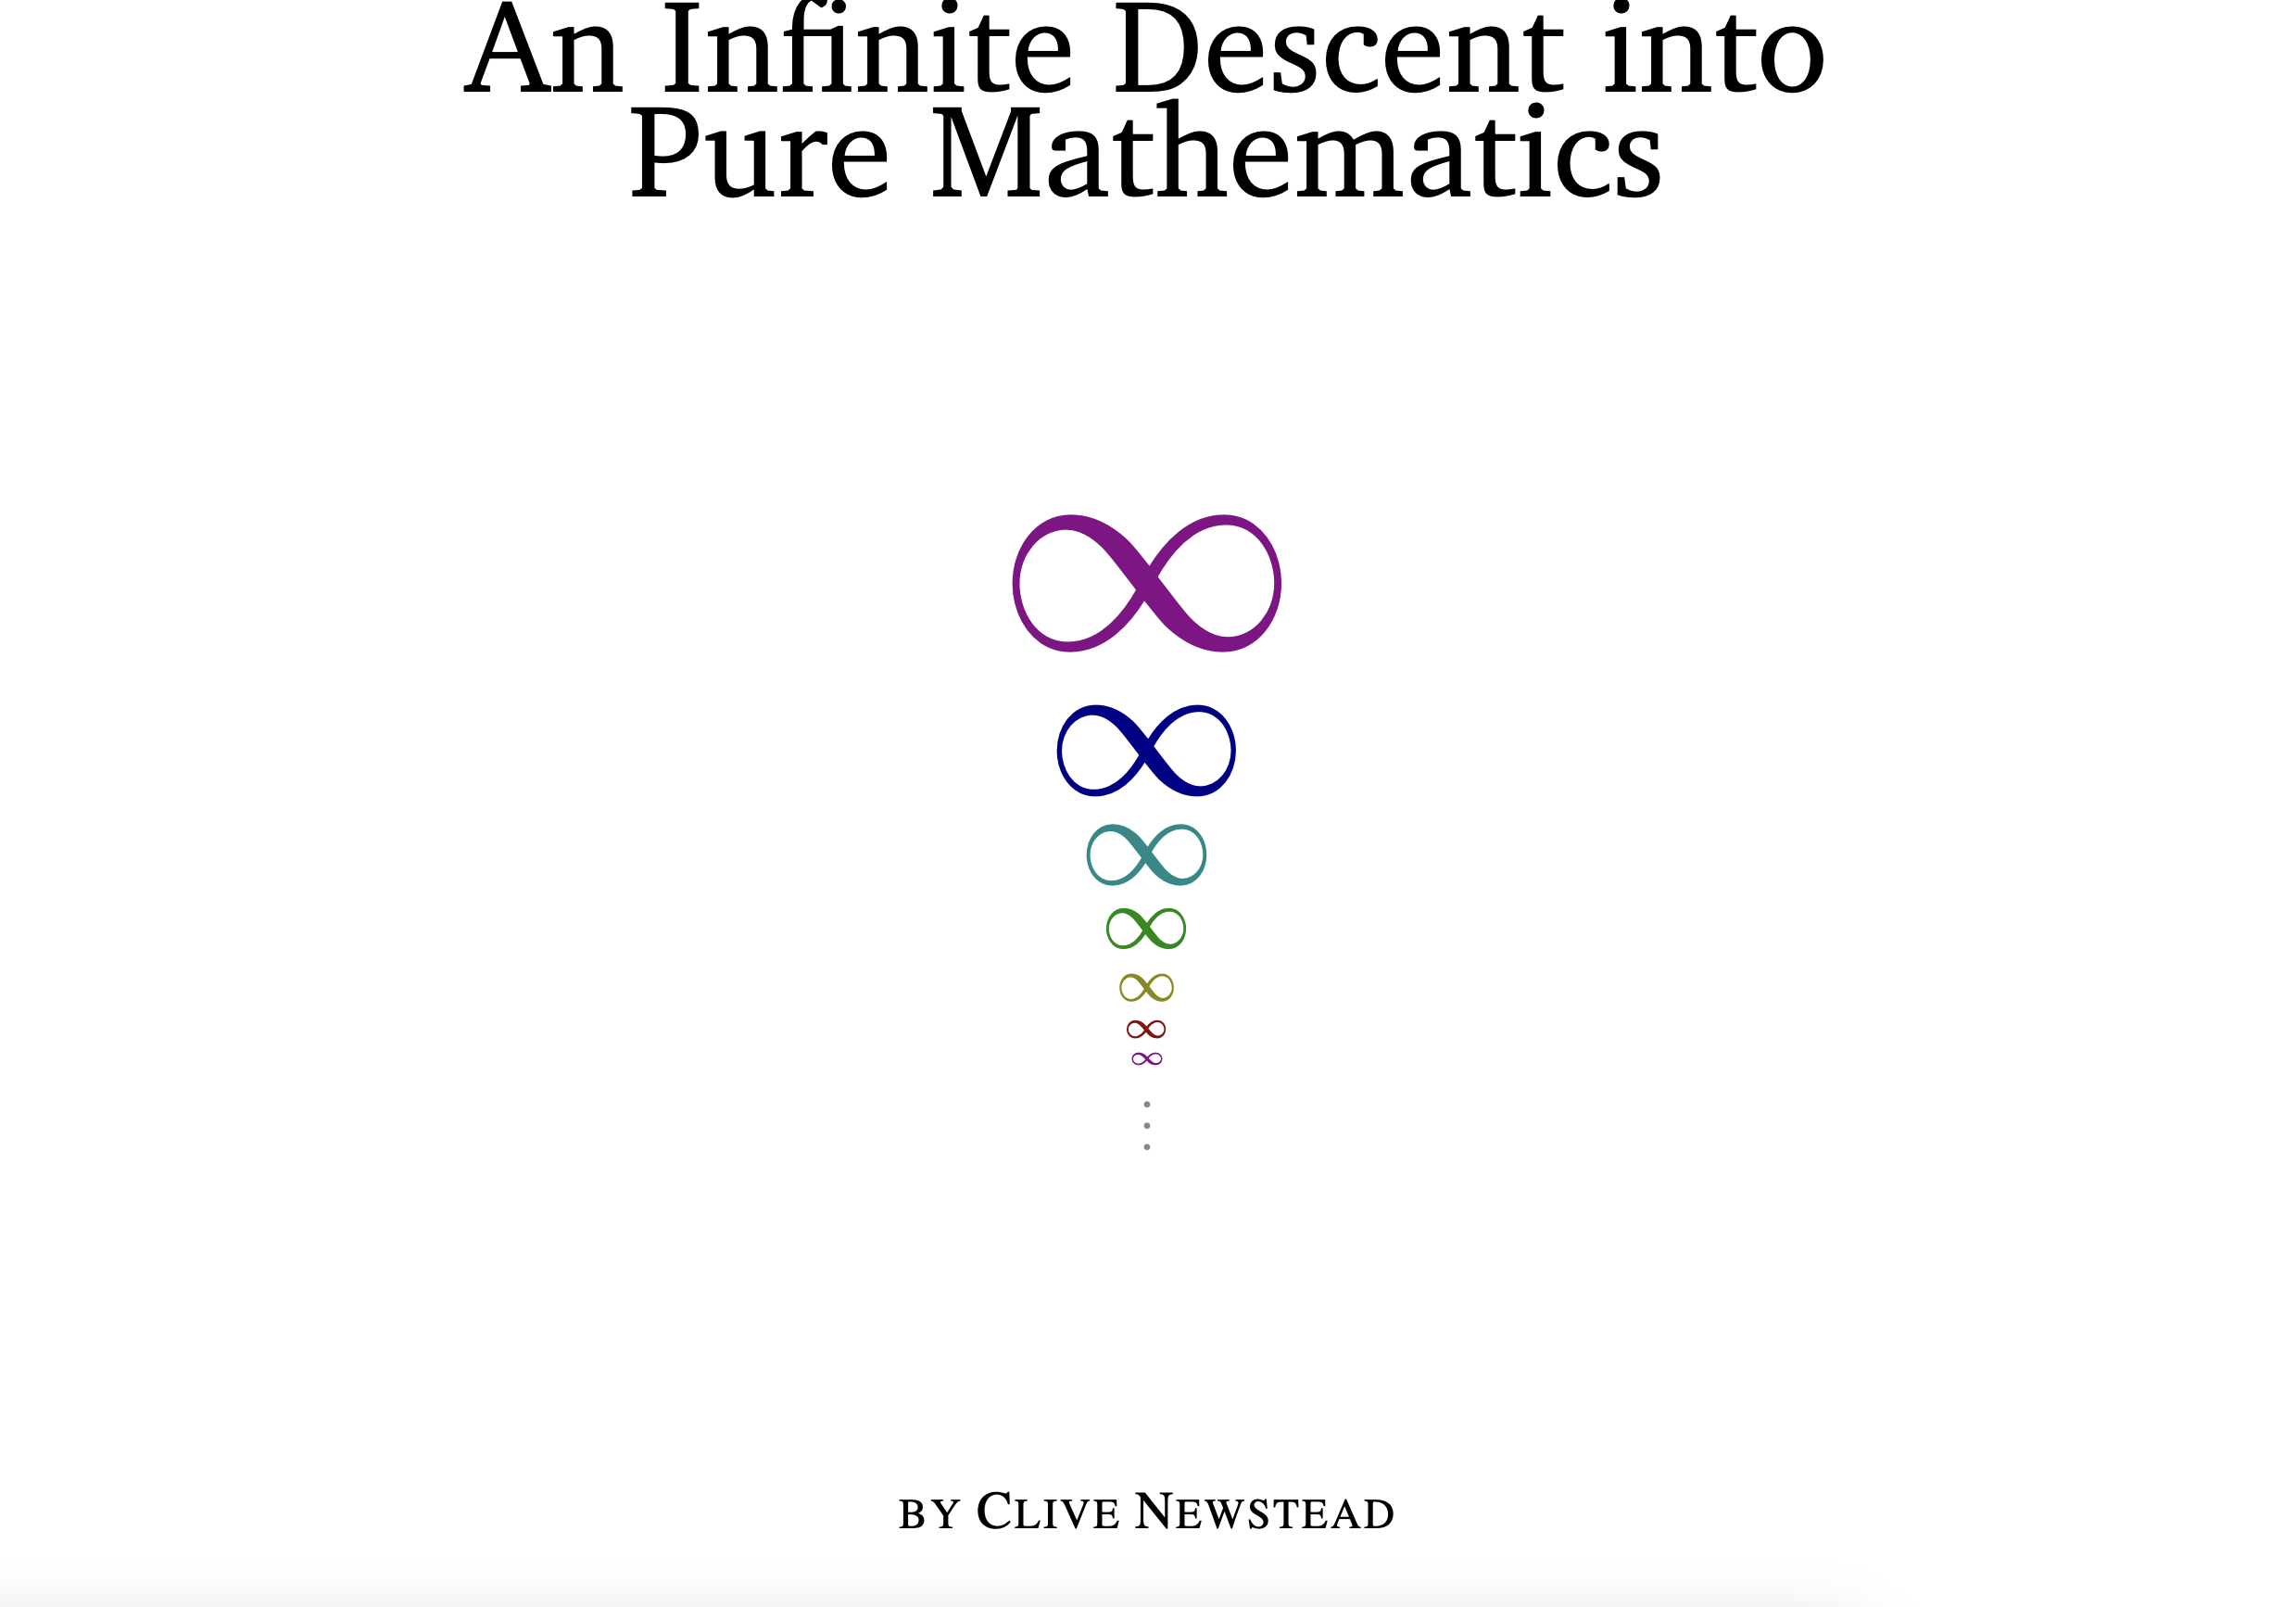 An Infinite Descent into
Pure Mathematics
∞
∞
∞
∞
∞
∞
∞
⋮
BY CLIVE NEWSTEAD